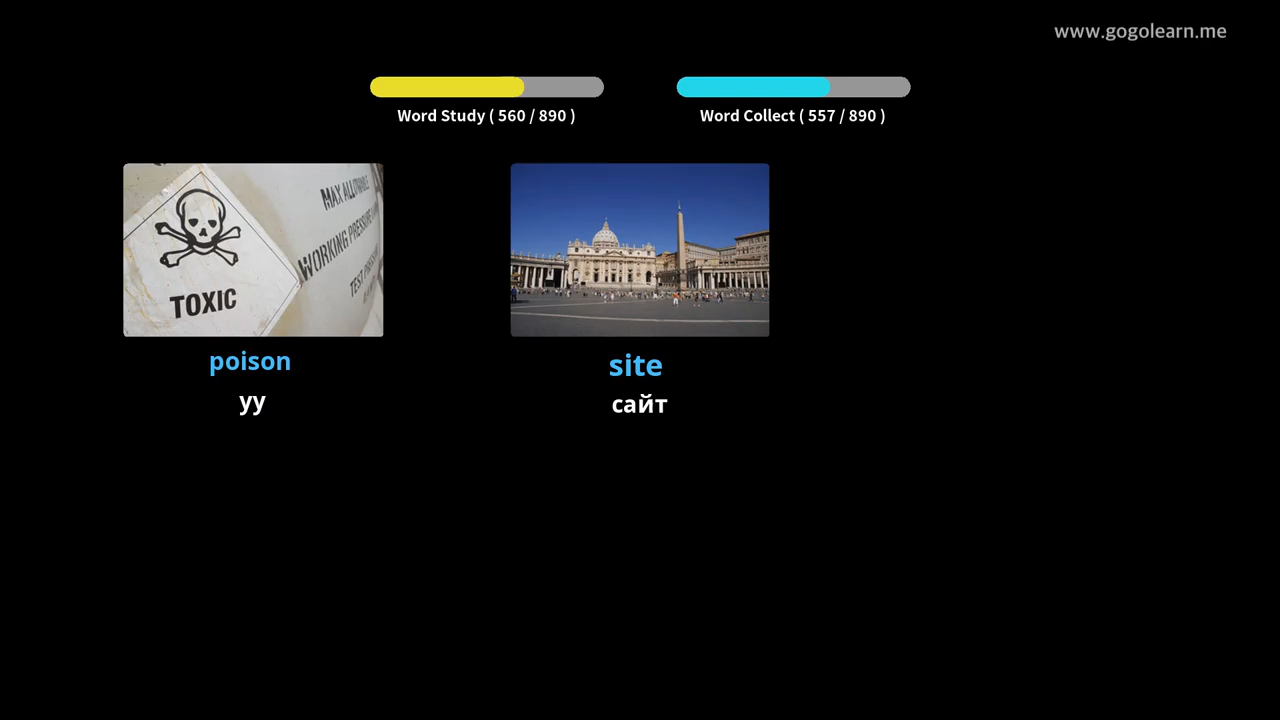 www.gogolearn.me
Word Study ( 560 / 890 )
Word Collect ( 557 / 890 )
TOXIC
MAX ALLOWABLE
WORKING PRESSURE
TEST
poison
уу
site
сайт